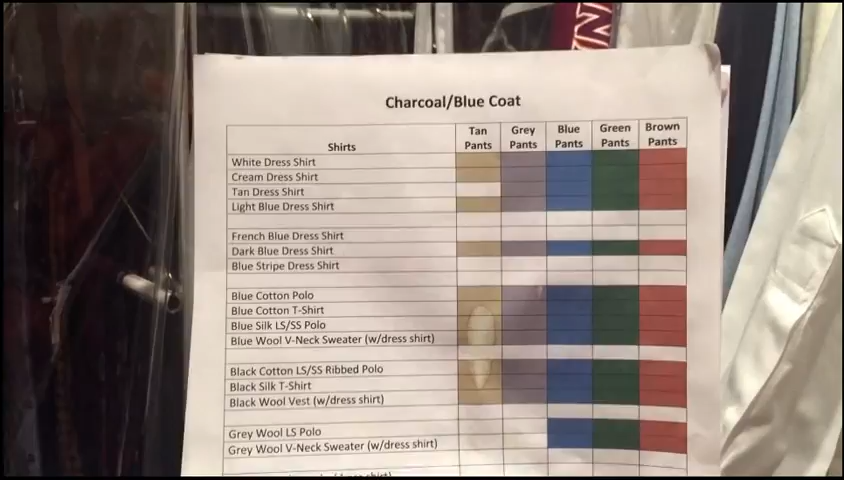 Charcoal/Blue Coat
Shirts Tan Pants Grey Pants Blue Pants Green Pants Brown Pants
White Dress Shirt
Cream Dress Shirt
Tan Dress Shirt
Light Blue Dress Shirt
French Blue Dress Shirt
Dark Blue Dress Shirt
Blue Stripe Dress Shirt
Blue Cotton Polo
Blue Cotton T-Shirt
Blue Silk LS/SS Polo
Blue Wool V-Neck Sweater (w/dress shirt)
Black Cotton LS/SS Ribbed Polo
Black Silk T-Shirt
Black Wool Vest (w/dress shirt)
Grey Wool LS Polo
Grey Wool V-Neck Sweater (w/dress shirt)